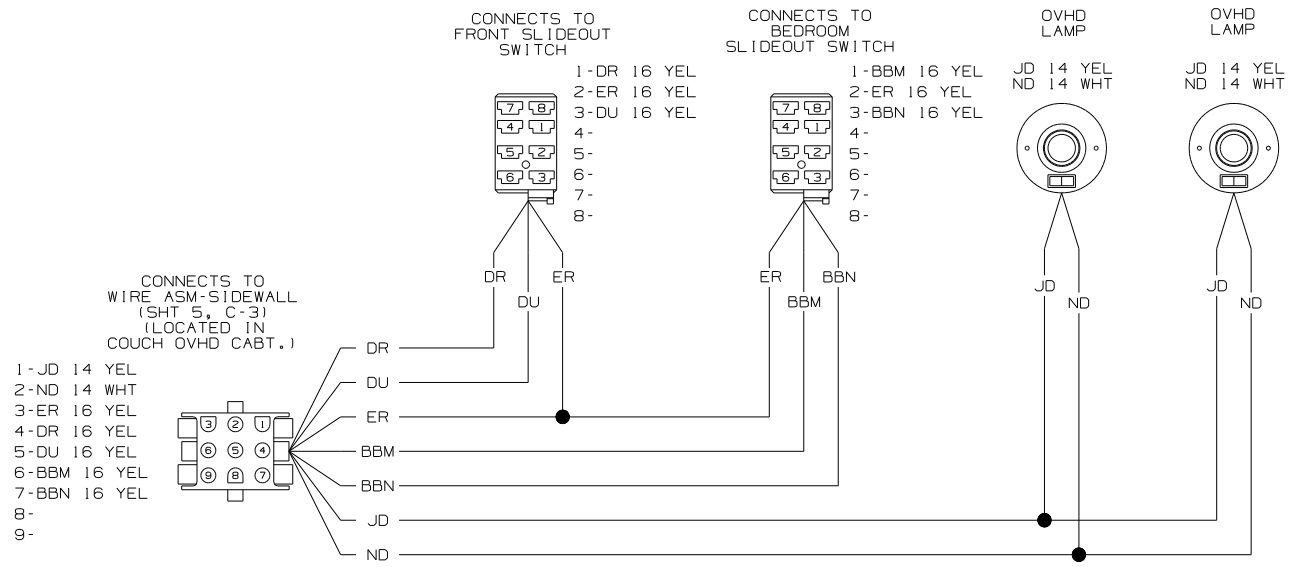 CONNECTS TO
FRONT SLIDEOUT
SWITCH
1-DR 16 YEL
2-ER 16 YEL
3-DU 16 YEL
4-
5-
6-
7-
8-
7 8
4 1
5 2
6 3
CONNECTS TO
BEDROOM
SLIDEOUT SWITCH
1-BBM 16 YEL
2-ER 16 YEL
3-BBN 16 YEL
4-
5-
6-
7-
8-
7 8
4 1
5 2
6 3
OVHD
LAMP
JD 14 YEL
ND 14 WHT
OVHD
LAMP
JD 14 YEL
ND 14 WHT
DR
DU
ER
ER
BBM
BBN
JD
ND
JD
ND
CONNECTS TO
WIRE ASM-SIDEWALL
(SHT 5, C-3)
(LOCATED IN
COUCH OVHD CABT.)
1-JD 14 YEL
2-ND 14 WHT
3-ER 16 YEL
4-DR 16 YEL
5-DU 16 YEL
6-BBM 16 YEL
7-BBN 16 YEL
8-
9-
3 2 1
6 5 4
9 8 7
DR
DU
ER
BBM
BBN
JD
ND